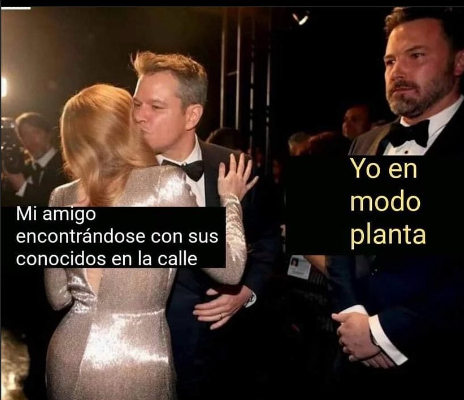 Mi amigo
encontrándose con sus
conocidos en la calle
Yo en
modo
planta